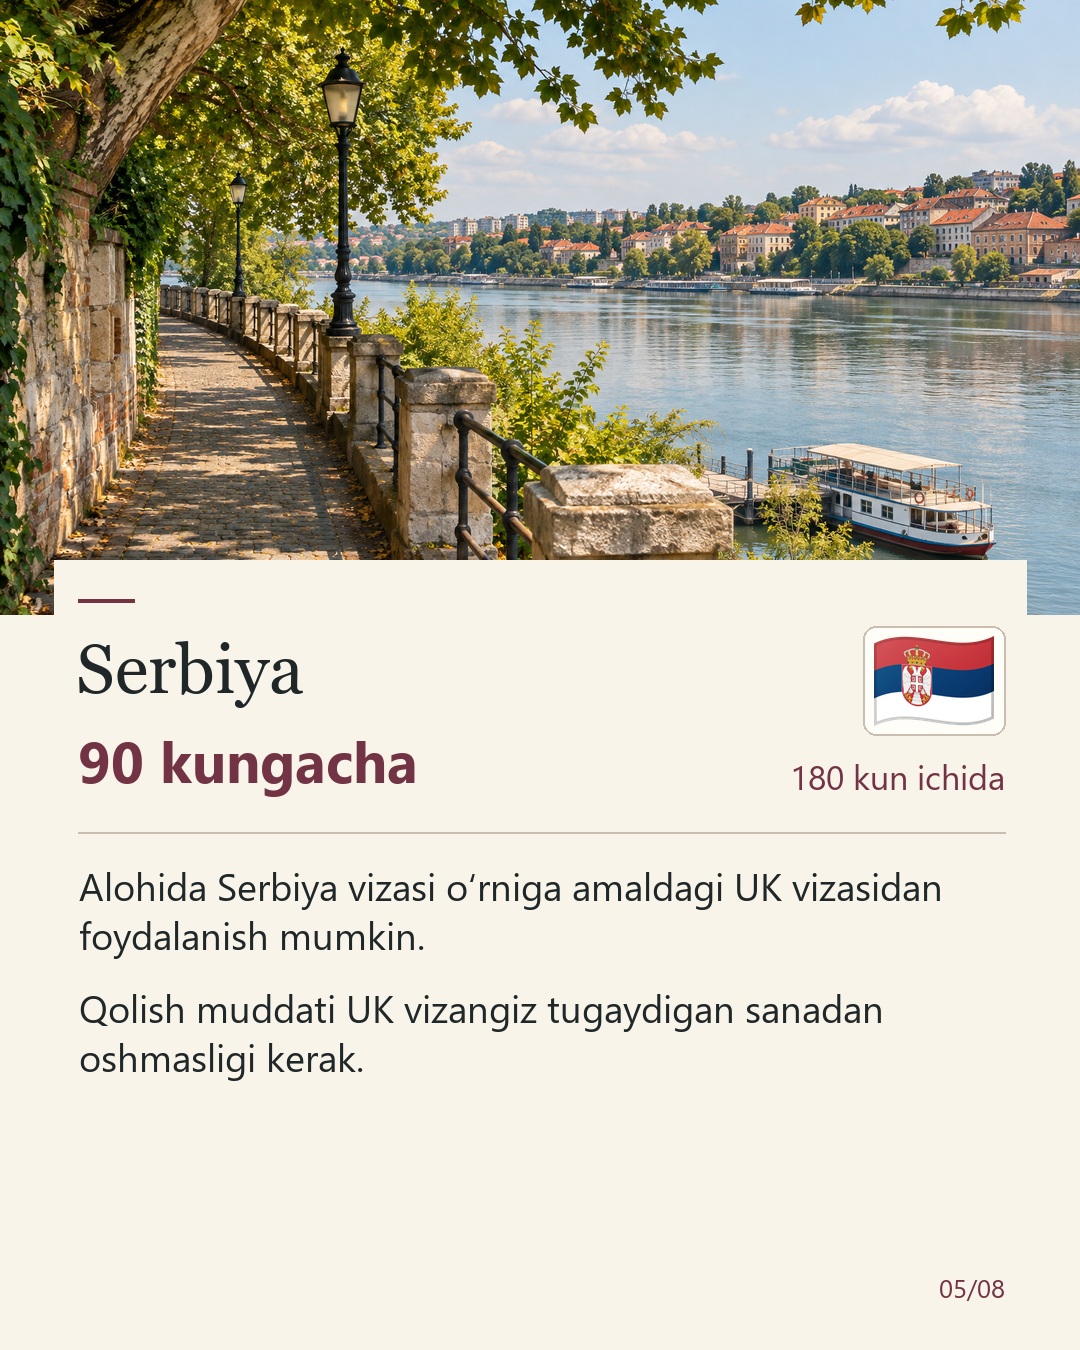 Serbiya
90 kungacha
180 kun ichida
Alohida Serbiya vizasi oʻrniga amaldagi UK vizasidan
foydalanish mumkin.
Qolish muddati UK vizangiz tugaydigan sanadan
oshmasligi kerak.
05/08